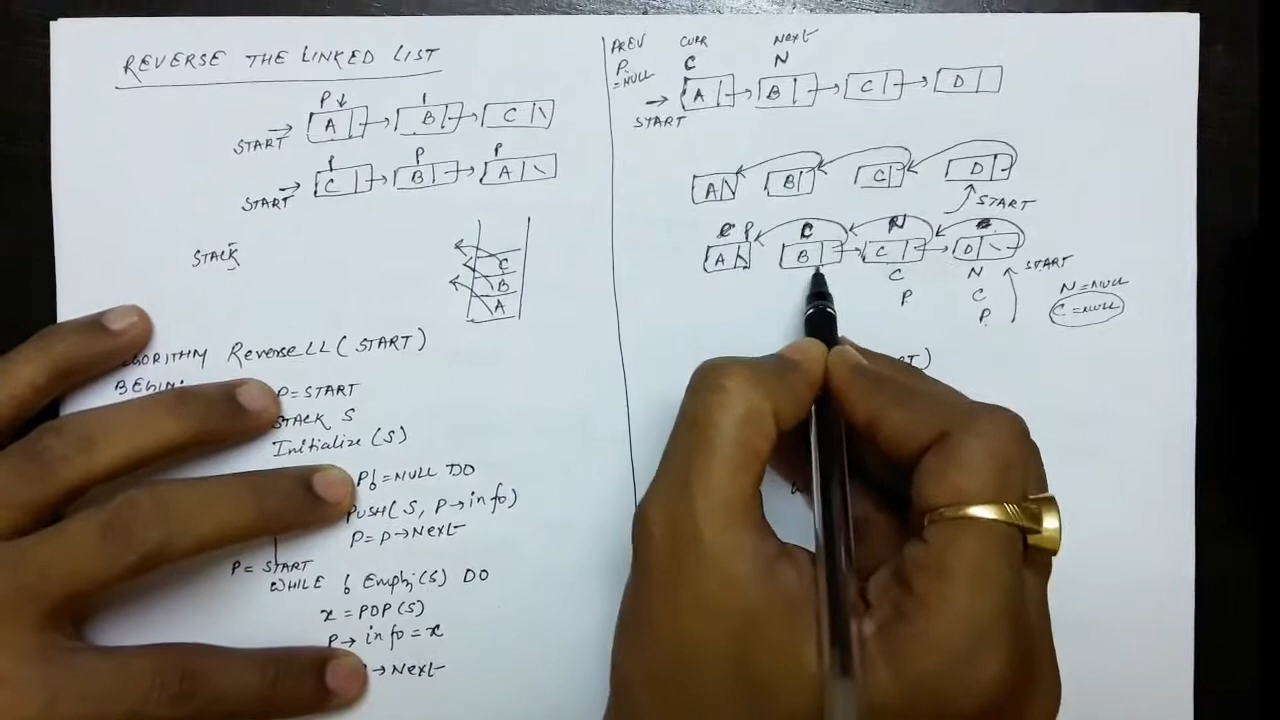 REVERSE THE LINKED LIST
P
START A B C
P P P
START C B A
STACK
C
B
A
ALGORITHM ReverseLL(START)
BEGIN:
P=START
STACK S
Initialize(S)
P =NULL DO
PUSH(S, P→info)
P=P→Next
P= START
WHILE Empty(S) DO
x = POP(S)
P→info=x
→Next
PREV CURR Next
P C N
=NULL
START A B C D
A B C D
START
C P C N
A B C D
START
C N
P C
P
N=NULL
C=NULL
)